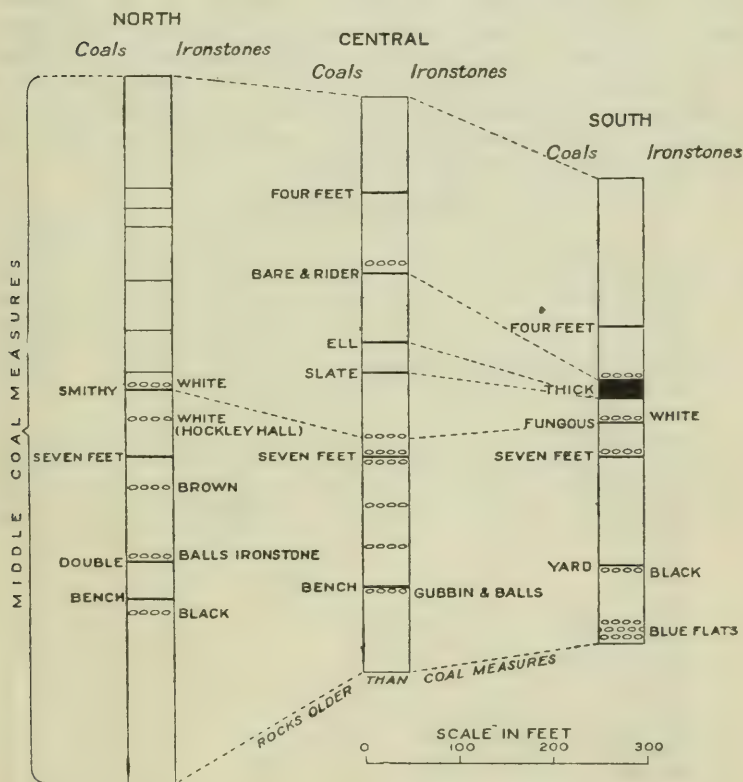 NORTH
Coals Ironstones
CENTRAL
Coals Ironstones
SOUTH
Coals Ironstones
MIDDLE COAL MEASURES
SMITHY
WHITE
WHITE
(HOCKLEY HALL)
SEVEN FEET
BROWN
BALLS IRONSTONE
DOUBLE
BENCH
BLACK
FOUR FEET
BARE & RIDER
ELL
SLATE
SEVEN FEET
BENCH
GUBBIN & BALLS
FOUR FEET
THICK
WHITE
FUNGOUS
SEVEN FEET
YARD
BLACK
BLUE FLATS
ROCKS OLDER THAN COAL MEASURES
SCALE IN FEET
0 100 200 300